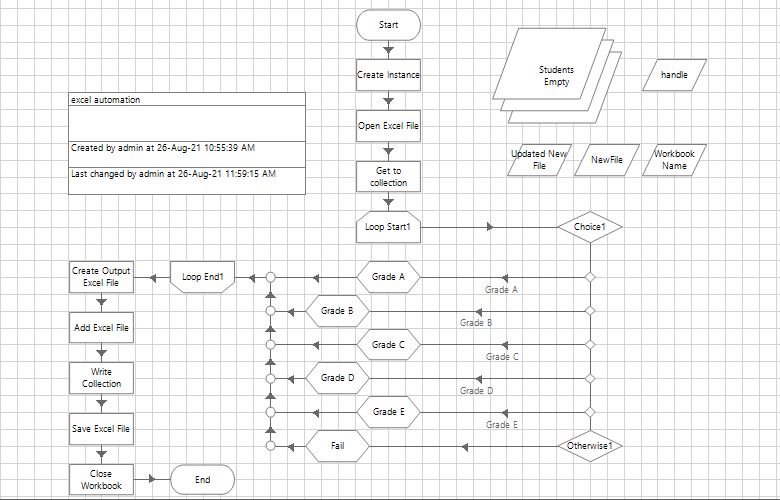 Start
Create Instance
Open Excel File
Get to
collection
Loop Start1
Students
Empty
handle
Updated New
File
NewFile
Workbook
Name
excel automation
Created by admin at 26-Aug-21 10:55:39 AM
Last changed by admin at 26-Aug-21 11:59:15 AM
Choice1
Create Output
Excel File
Loop End1
Grade A
Grade A
Grade B
Grade B
Add Excel File
Grade C
Grade C
Write
Collection
Grade D
Grade D
Save Excel File
Grade E
Grade E
Fail
Otherwise1
Close
Workbook
End